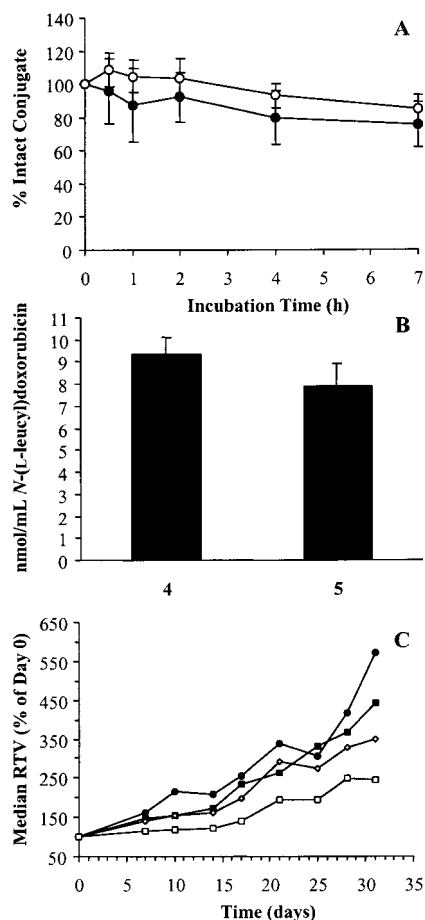 A
% Intact Conjugate
140
120
100
80
60
40
20
0
0 1 2 3 4 5 6 7
Incubation Time (h)
B
nmol/mL N-(L-leucyl)doxorubicin
11
10
9
8
7
6
5
4
3
2
1
0
4 5
C
Median RTV (% of Day 0)
650
550
450
350
250
150
50
0 5 10 15 20 25 30 35
Time (days)